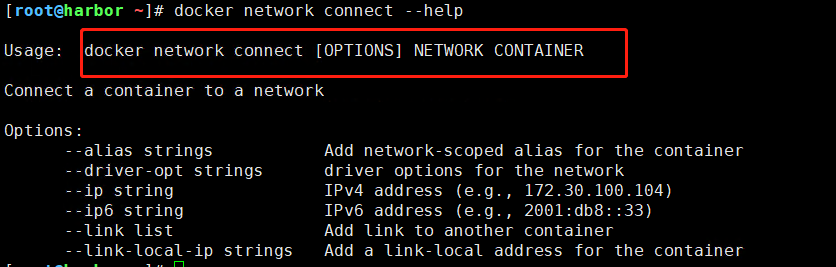 [root@harbor ~]# docker network connect --help
Usage:  docker network connect [OPTIONS] NETWORK CONTAINER
Connect a container to a network
Options:
      --alias strings           Add network-scoped alias for the container
      --driver-opt strings      driver options for the network
      --ip string               IPv4 address (e.g., 172.30.100.104)
      --ip6 string              IPv6 address (e.g., 2001:db8::33)
      --link list               Add link to another container
      --link-local-ip strings   Add a link-local address for the container
[root@harbor ~]#